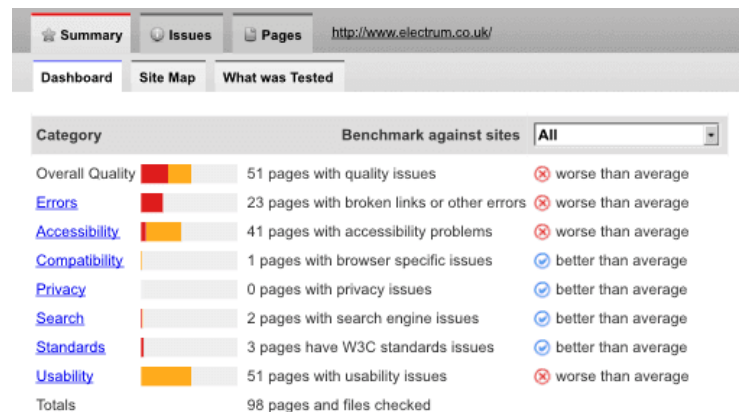 Summary Issues Pages http://www.electrum.co.uk/
Dashboard Site Map What was Tested
Category Benchmark against sites All
Overall Quality 51 pages with quality issues worse than average
Errors 23 pages with broken links or other errors worse than average
Accessibility 41 pages with accessibility problems worse than average
Compatibility 1 pages with browser specific issues better than average
Privacy 0 pages with privacy issues better than average
Search 2 pages with search engine issues better than average
Standards 3 pages have W3C standards issues better than average
Usability 51 pages with usability issues worse than average
Totals 98 pages and files checked